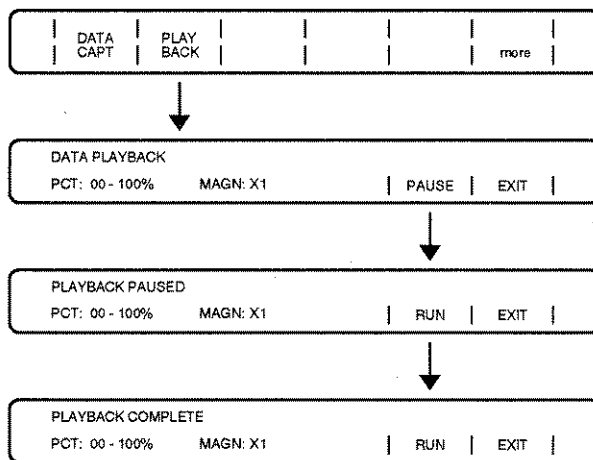 DATA PLAY
CAPT BACK more
DATA PLAYBACK
PCT: 00 - 100% MAGN: X1 PAUSE EXIT
PLAYBACK PAUSED
PCT: 00 - 100% MAGN: X1 RUN EXIT
PLAYBACK COMPLETE
PCT: 00 - 100% MAGN: X1 RUN EXIT